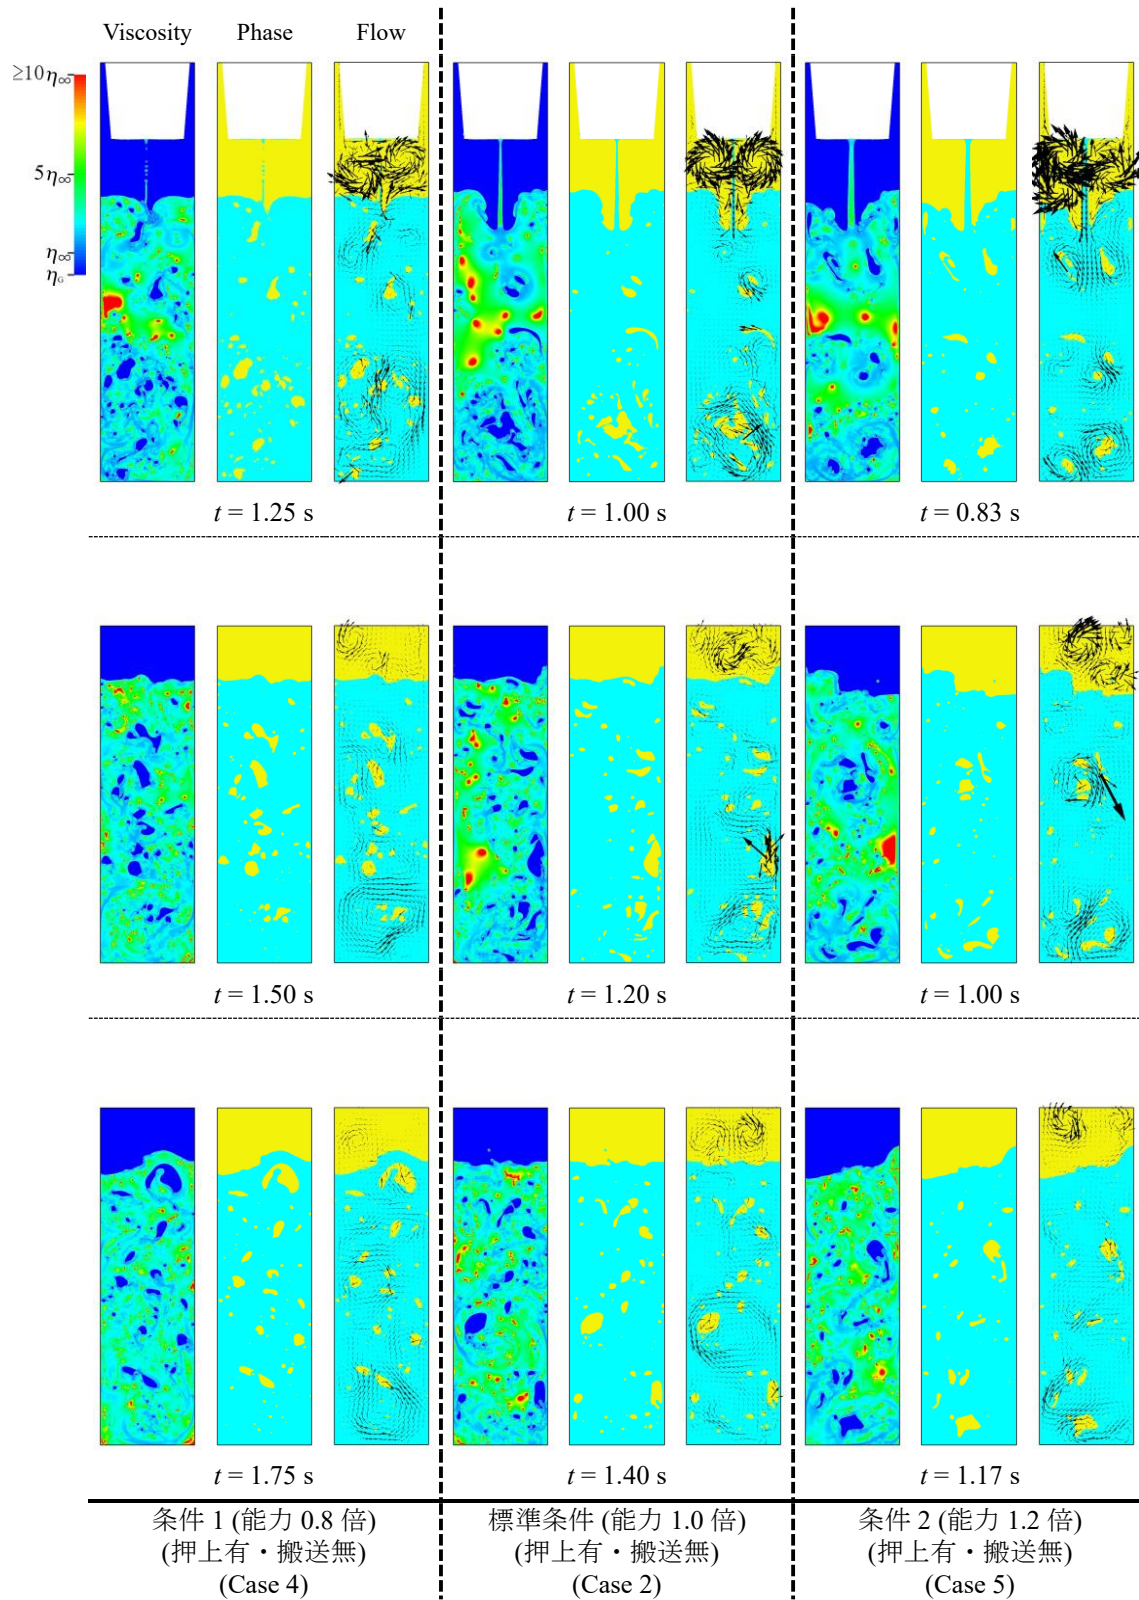 Viscosity Phase Flow
≥10η∞
5η∞
η∞
ηG
t = 1.25 s
t = 1.00 s
t = 0.83 s
t = 1.50 s
t = 1.20 s
t = 1.00 s
t = 1.75 s
t = 1.40 s
t = 1.17 s
条件 1 (能力 0.8 倍)
(押上有・搬送無)
(Case 4)
標準条件 (能力 1.0 倍)
(押上有・搬送無)
(Case 2)
条件 2 (能力 1.2 倍)
(押上有・搬送無)
(Case 5)